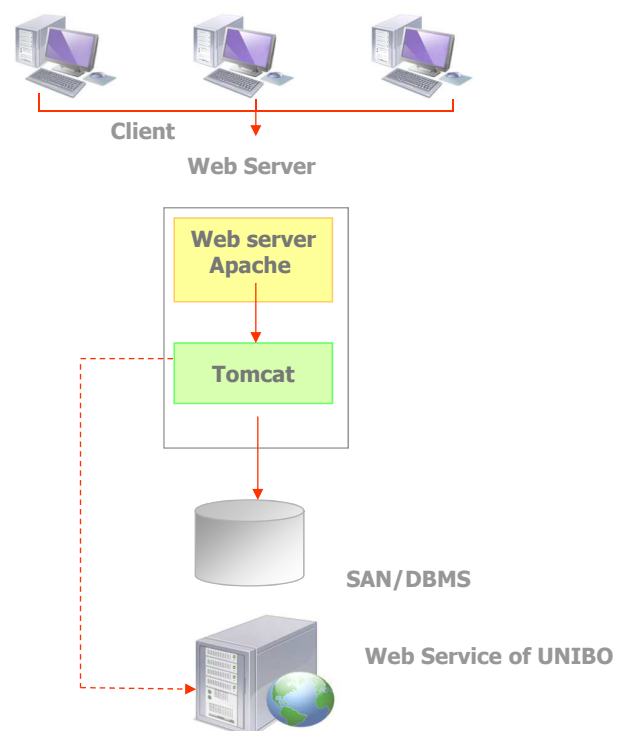 Client
Web Server
Web server
Apache
Tomcat
SAN/DBMS
Web Service of UNIBO